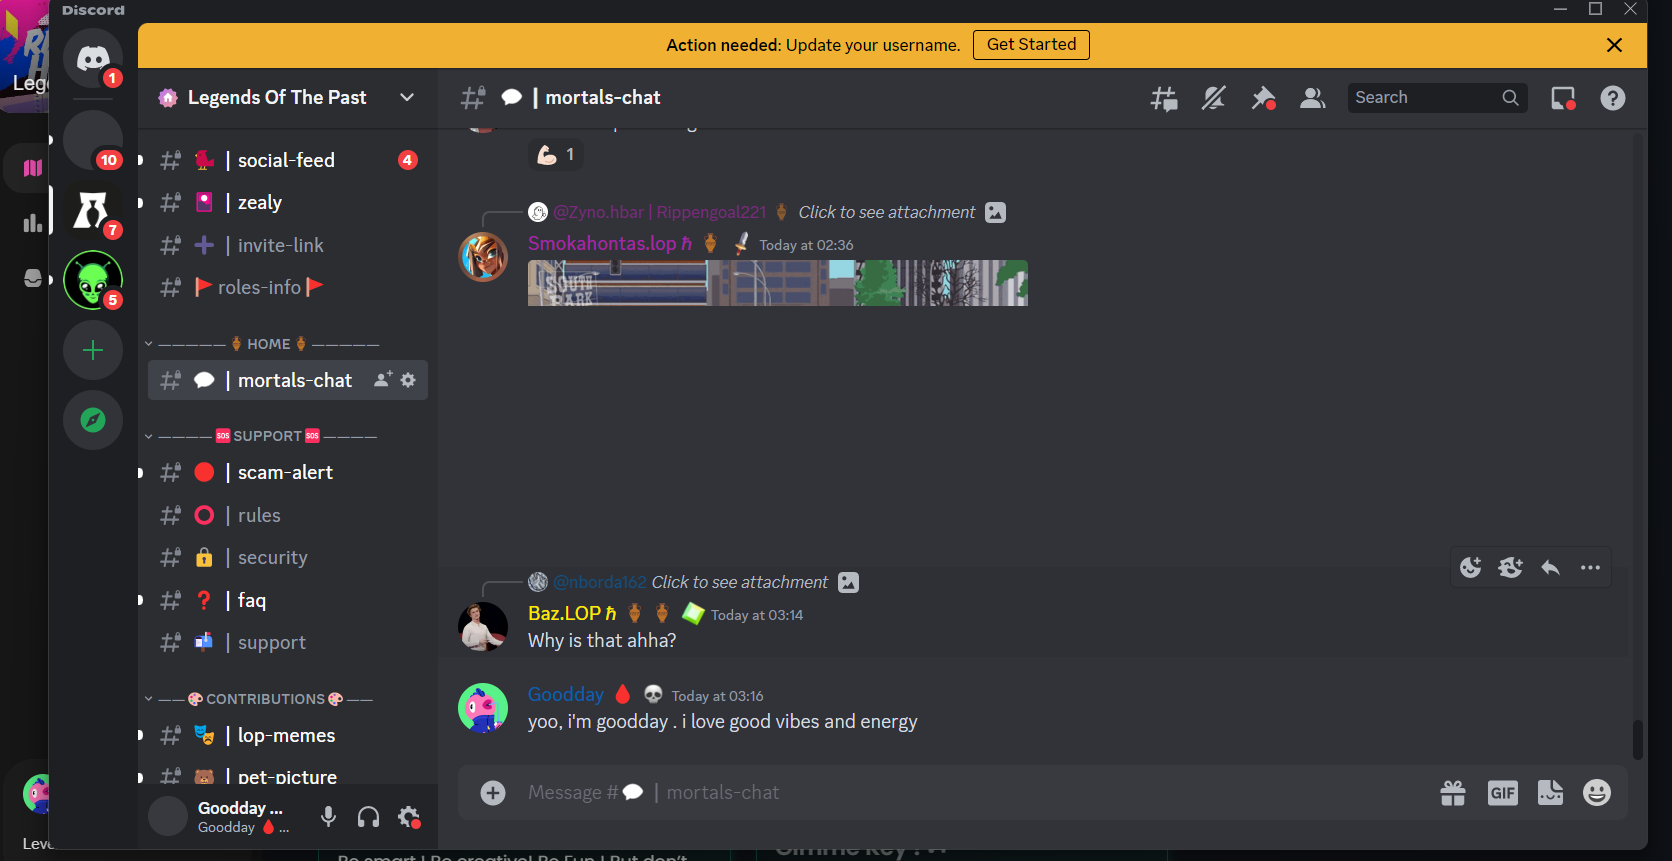 Discord
Action needed: Update your username.
Get Started
1
10
7
5
Legends Of The Past
| social-feed
4
| zealy
| invite-link
roles-info
HOME
| mortals-chat
SOS SUPPORT SOS
| scam-alert
| rules
| security
| faq
| support
CONTRIBUTIONS
| lop-memes
| pet-picture
Goodday ...
Goodday ...
| mortals-chat
Search
1
@Zyno.hbar | Rippengoal221 Click to see attachment
Smokahontas.lop ℏ Today at 02:36
SOUTH
PARK
@nborda162 Click to see attachment
Baz.LOP ℏ Today at 03:14
Why is that ahha?
Goodday Today at 03:16
yoo, i'm goodday . i love good vibes and energy
Message # | mortals-chat
GIF